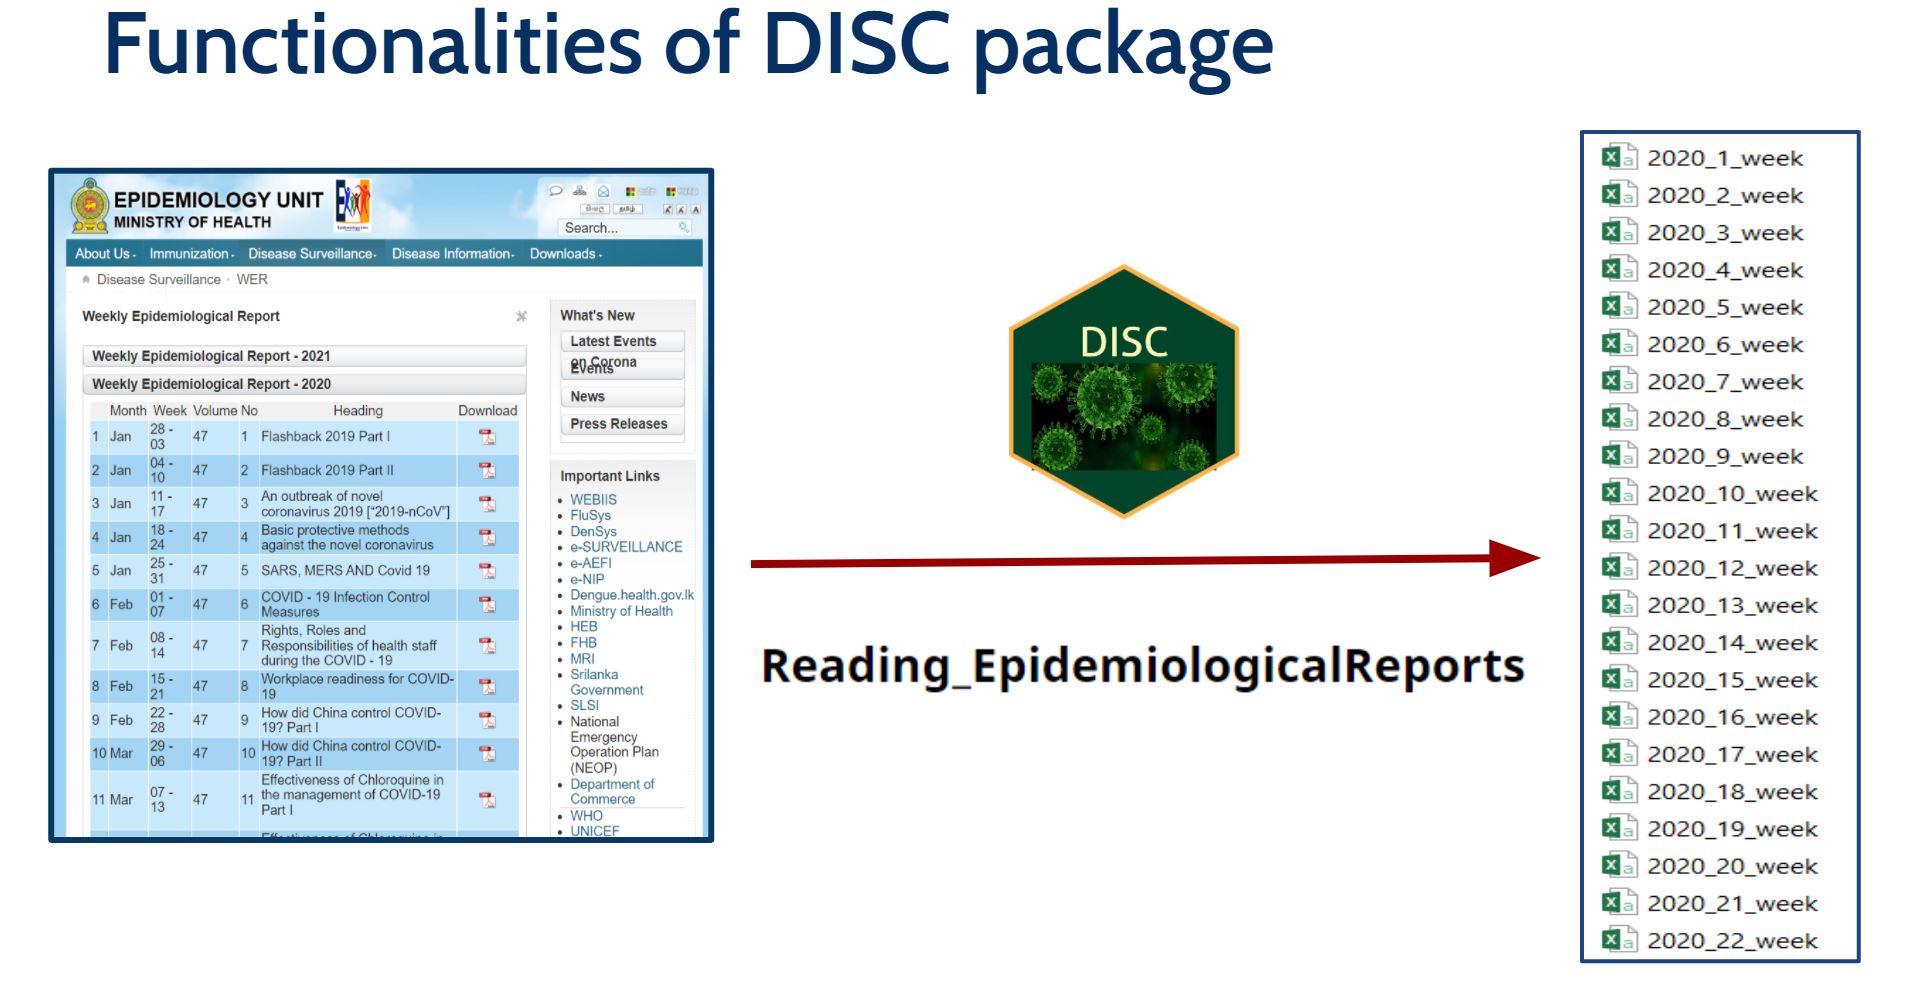 Functionalities of DISC package
EPIDEMIOLOGY UNIT
MINISTRY OF HEALTH
Search...
About Us
Immunization
Disease Surveillance
Disease Information
Downloads
Disease Surveillance
WER
Weekly Epidemiological Report
Weekly Epidemiological Report - 2021
Weekly Epidemiological Report - 2020
Month Week Volume No Heading Download
1 Jan 28 - 03 47 1 Flashback 2019 Part I
2 Jan 04 - 10 47 2 Flashback 2019 Part II
3 Jan 11 - 17 47 3 An outbreak of novel
coronavirus 2019 ["2019-nCoV"]
4 Jan 18 - 24 47 4 Basic protective methods
against the novel coronavirus
5 Jan 25 - 31 47 5 SARS, MERS AND Covid 19
6 Feb 01 - 07 47 6 COVID - 19 Infection Control
Measures
7 Feb 08 - 14 47 7 Rights, Roles and
Responsibilities of health staff
during the COVID - 19
8 Feb 15 - 21 47 8 Workplace readiness for COVID-
19
9 Feb 22 - 28 47 9 How did China control COVID-
19? Part I
10 Mar 29 - 06 47 10 How did China control COVID-
19? Part II
11 Mar 07 - 13 47 11 Effectiveness of Chloroquine in
the management of COVID-19
Part I
What's New
Latest Events
on Corona
Events
News
Press Releases
Important Links
WEBIIS
FluSys
DenSys
e-SURVEILLANCE
e-AEFI
e-NIP
Dengue.health.gov.lk
Ministry of Health
HEB
FHB
MRI
Srilanka
Government
SLSI
National
Emergency
Operation Plan
(NEOP)
Department of
Commerce
WHO
UNICEF
DISC
Reading_EpidemiologicalReports
2020_1_week
2020_2_week
2020_3_week
2020_4_week
2020_5_week
2020_6_week
2020_7_week
2020_8_week
2020_9_week
2020_10_week
2020_11_week
2020_12_week
2020_13_week
2020_14_week
2020_15_week
2020_16_week
2020_17_week
2020_18_week
2020_19_week
2020_20_week
2020_21_week
2020_22_week